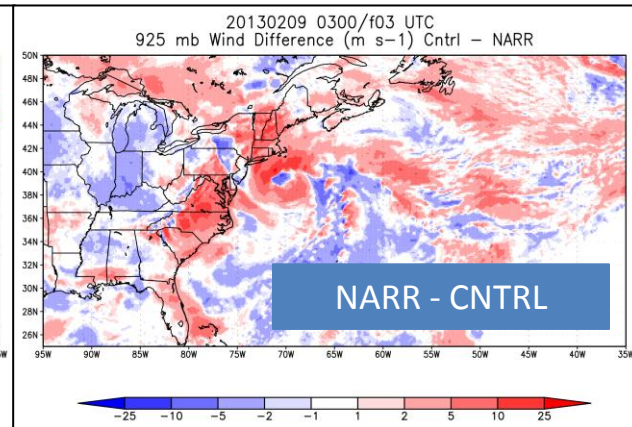 20130209 0300/f03 UTC
925 mb Wind Difference (m s−1) Cntrl − NARR
50N
48N
46N
44N
42N
40N
38N
36N
34N
32N
30N
28N
26N
NARR - CNTRL
95W 90W 85W 80W 75W 70W 65W 60W 55W 50W 45W 40W 35W
−25 −10 −5 −2 −1 1 2 5 10 25